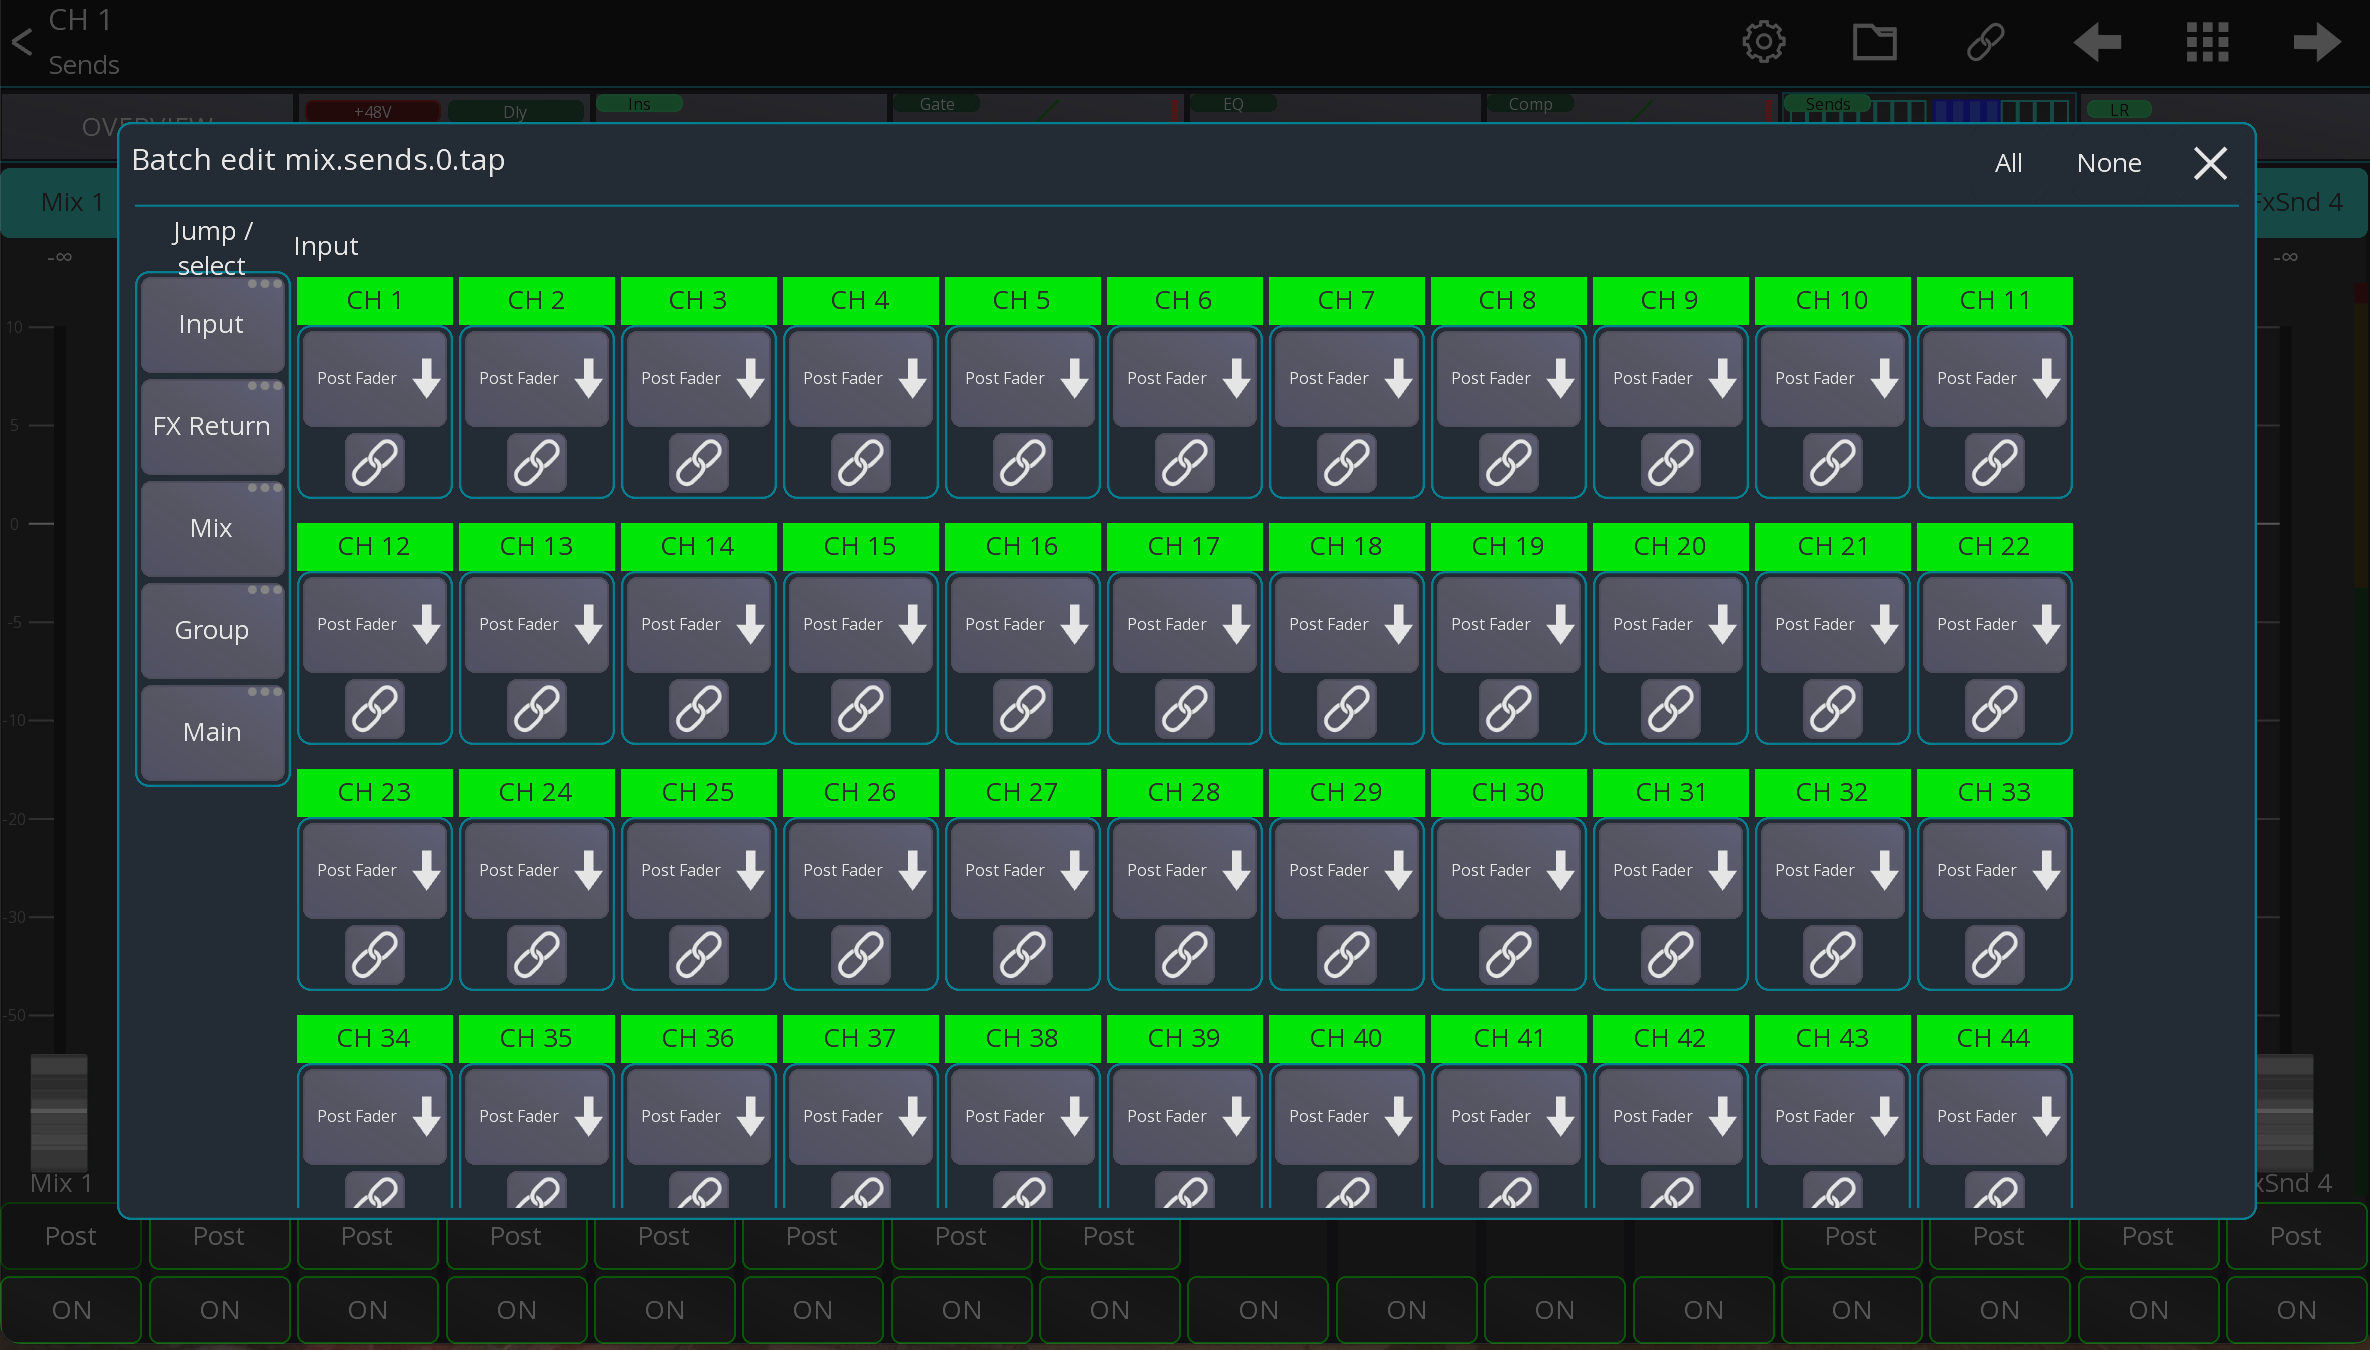 CH 1
Sends
+48V Dly Ins Gate EQ Comp Sends LR
Batch edit mix.sends.0.tap All None
Mix 1
Jump /
select
Input
-∞ -∞
CH 1 CH 2 CH 3 CH 4 CH 5 CH 6 CH 7 CH 8 CH 9 CH 10 CH 11
Input
10
Post Fader Post Fader Post Fader Post Fader Post Fader Post Fader Post Fader Post Fader Post Fader Post Fader Post Fader
FX Return
5
Mix
0
CH 12 CH 13 CH 14 CH 15 CH 16 CH 17 CH 18 CH 19 CH 20 CH 21 CH 22
Group
-5
Post Fader Post Fader Post Fader Post Fader Post Fader Post Fader Post Fader Post Fader Post Fader Post Fader Post Fader
Main
-10
CH 23 CH 24 CH 25 CH 26 CH 27 CH 28 CH 29 CH 30 CH 31 CH 32 CH 33
-20
Post Fader Post Fader Post Fader Post Fader Post Fader Post Fader Post Fader Post Fader Post Fader Post Fader Post Fader
-30
-50
CH 34 CH 35 CH 36 CH 37 CH 38 CH 39 CH 40 CH 41 CH 42 CH 43 CH 44
Post Fader Post Fader Post Fader Post Fader Post Fader Post Fader Post Fader Post Fader Post Fader Post Fader Post Fader
Mix 1
Post Post Post Post Post Post Post Post Post Post Post Post
ON ON ON ON ON ON ON ON ON ON ON ON ON ON ON ON